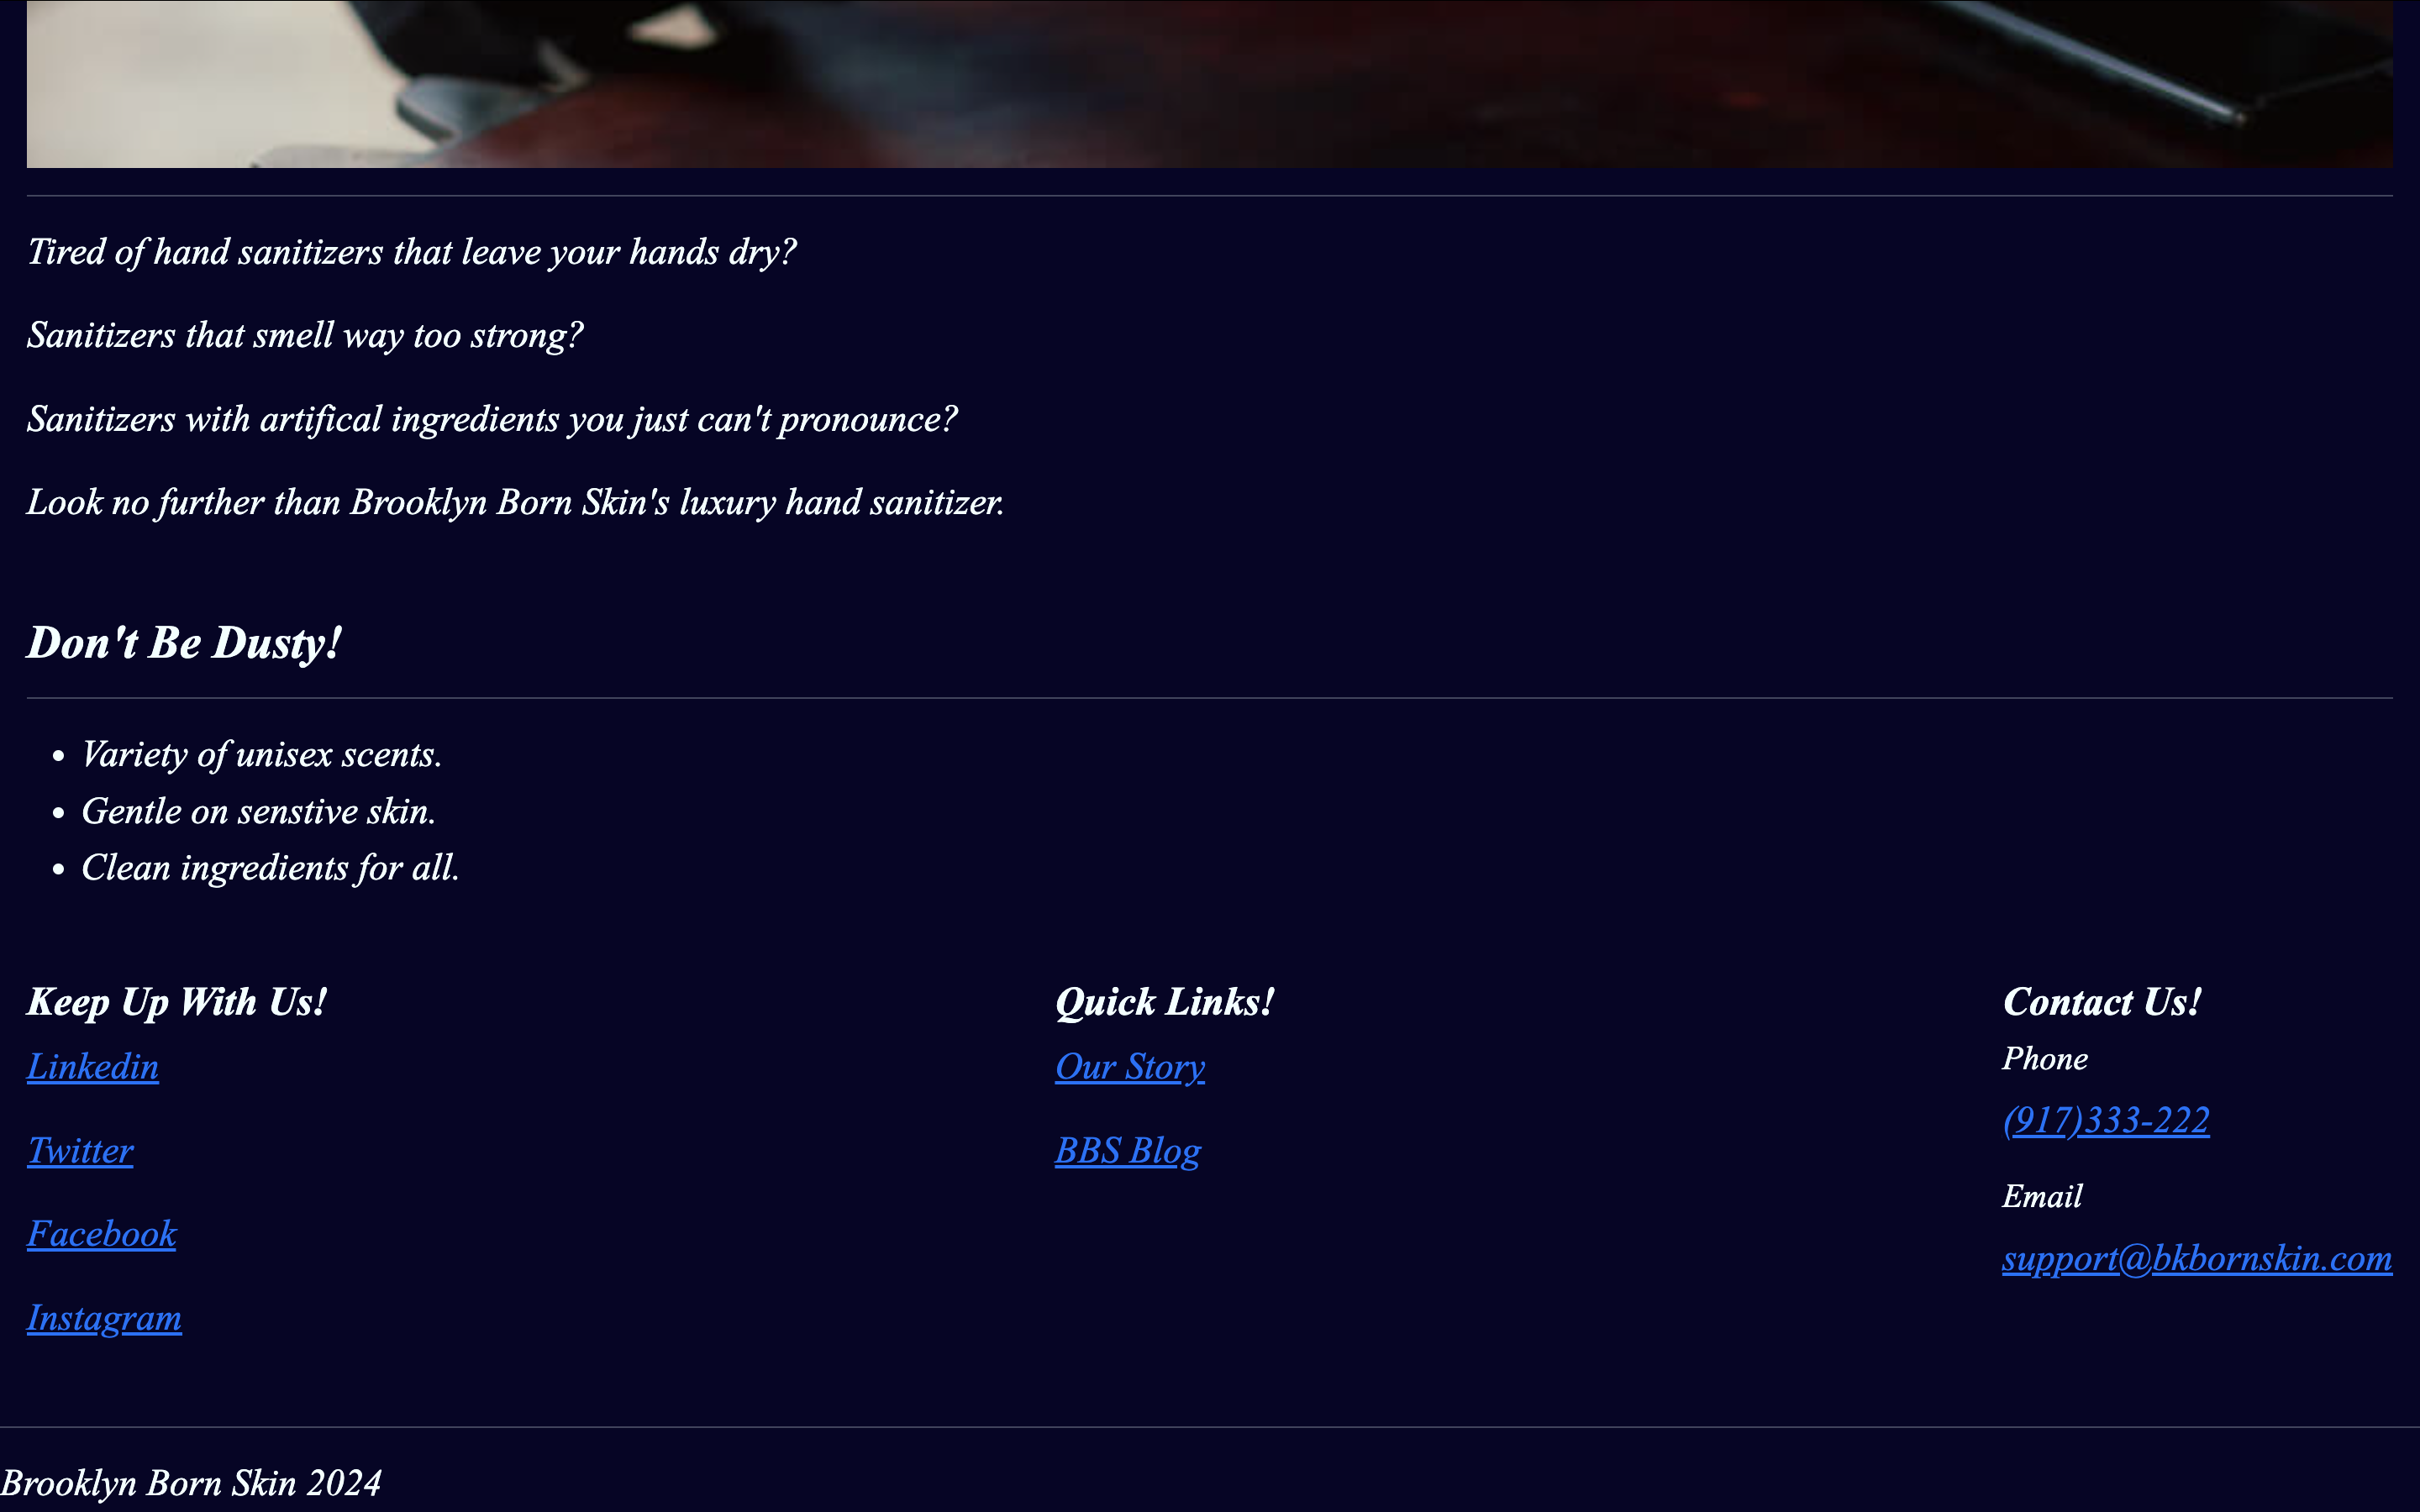 Tired of hand sanitizers that leave your hands dry?
Sanitizers that smell way too strong?
Sanitizers with artifical ingredients you just can't pronounce?
Look no further than Brooklyn Born Skin's luxury hand sanitizer.
Don't Be Dusty!
Variety of unisex scents.
Gentle on senstive skin.
Clean ingredients for all.
Keep Up With Us!
Linkedin
Twitter
Facebook
Instagram
Quick Links!
Our Story
BBS Blog
Contact Us!
Phone
(917)333-222
Email
support@bkbornskin.com
Brooklyn Born Skin 2024